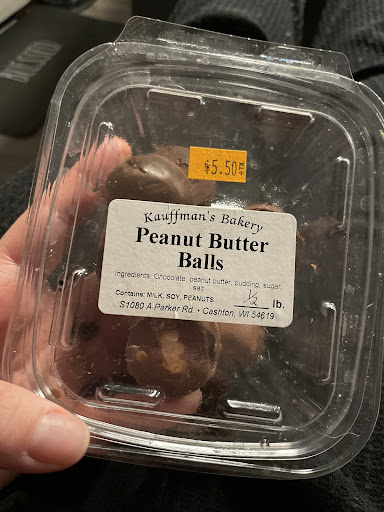 $5.50 +TX
Kauffman's Bakery
Peanut Butter
Balls
Ingredients: Chocolate, peanut butter, pudding, sugar,
salt
Contains: MILK, SOY, PEANUTS
½ lb.
S1080 A Parker Rd. • Cashton, WI 54619